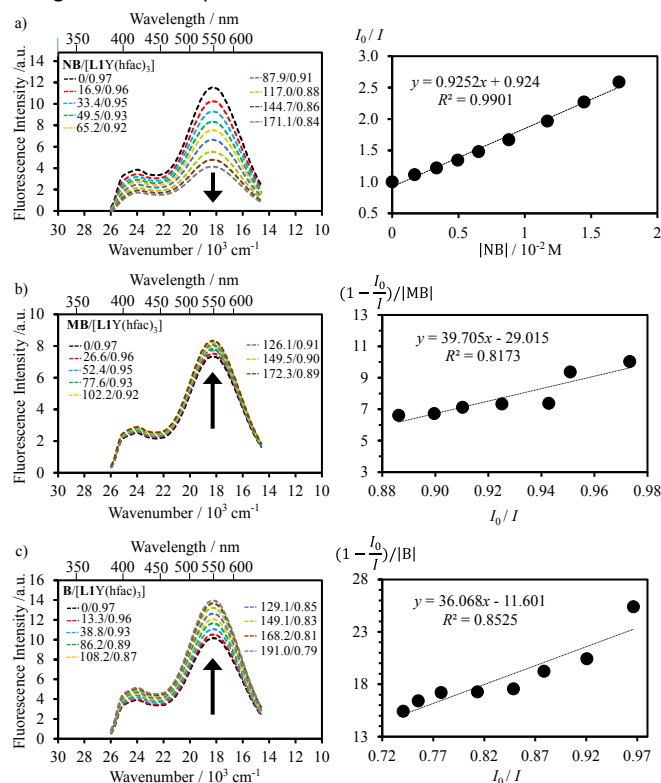 a)
Wavelength / nm
350 400 450 500 550 600
NB/[L1Y(hfac)3]
0/0.97
16.9/0.96
33.4/0.95
49.5/0.93
65.2/0.92
87.9/0.91
117.0/0.88
144.7/0.86
171.1/0.84
Fluorescence Intensity /a.u.
14
12
10
8
6
4
2
0
30 28 26 24 22 20 18 16 14 12 10
Wavenumber / 10³ cm⁻¹
I0 / I
3.0
2.5
2.0
1.5
1.0
0.5
y = 0.9252x + 0.924
R² = 0.9901
0 0.5 1 1.5 2
|NB| / 10⁻² M
b)
Wavelength / nm
350 400 450 500 550 600
MB/[L1Y(hfac)3]
0/0.97
26.6/0.96
52.4/0.95
77.6/0.93
102.2/0.92
126.1/0.91
149.5/0.90
172.3/0.89
Fluorescence Intensity /a.u.
10
8
6
4
2
0
30 28 26 24 22 20 18 16 14 12 10
Wavenumber / 10³ cm⁻¹
(1 − I0/I)/|MB|
15
13
11
9
7
5
3
y = 39.705x - 29.015
R² = 0.8173
0.88 0.90 0.92 0.94 0.96 0.98
I0 / I
c)
Wavelength / nm
350 400 450 500 550 600
B/[L1Y(hfac)3]
0/0.97
13.3/0.96
38.8/0.93
86.2/0.89
108.2/0.87
129.1/0.85
149.1/0.83
168.2/0.81
191.0/0.79
Fluorescence Intensity /a.u.
16
14
12
10
8
6
4
2
0
30 28 26 24 22 20 18 16 14 12 10
Wavenumber / 10³ cm⁻¹
(1 − I0/I)/|B|
28
23
18
13
y = 36.068x - 11.601
R² = 0.8525
0.72 0.77 0.82 0.87 0.92 0.97
I0 / I